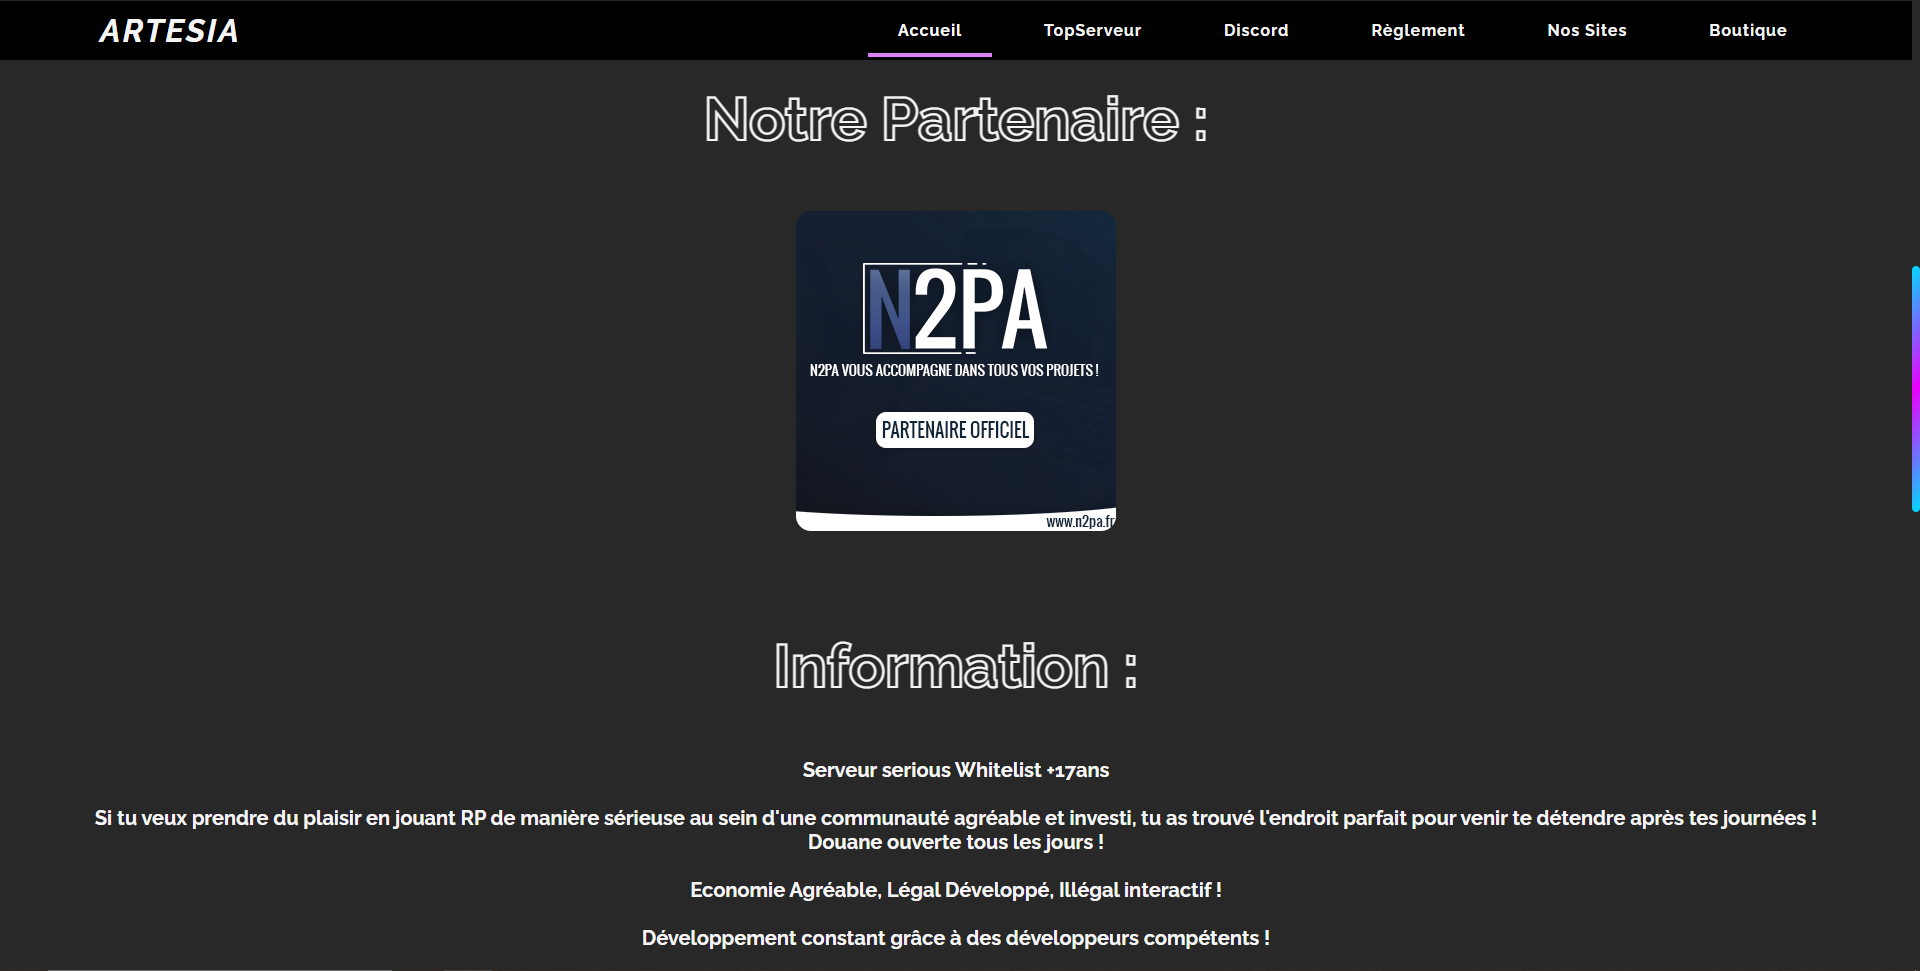 ARTESIA
Accueil
TopServeur
Discord
Règlement
Nos Sites
Boutique
Notre Partenaire :
N2PA
N2PA VOUS ACCOMPAGNE DANS TOUS VOS PROJETS !
PARTENAIRE OFFICIEL
www.n2pa.fr
Information :
Serveur serious Whitelist +17ans
Si tu veux prendre du plaisir en jouant RP de manière sérieuse au sein d'une communauté agréable et investi, tu as trouvé l'endroit parfait pour venir te détendre après tes journées !
Douane ouverte tous les jours !
Economie Agréable, Légal Développé, Illégal interactif !
Développement constant grâce à des développeurs compétents !